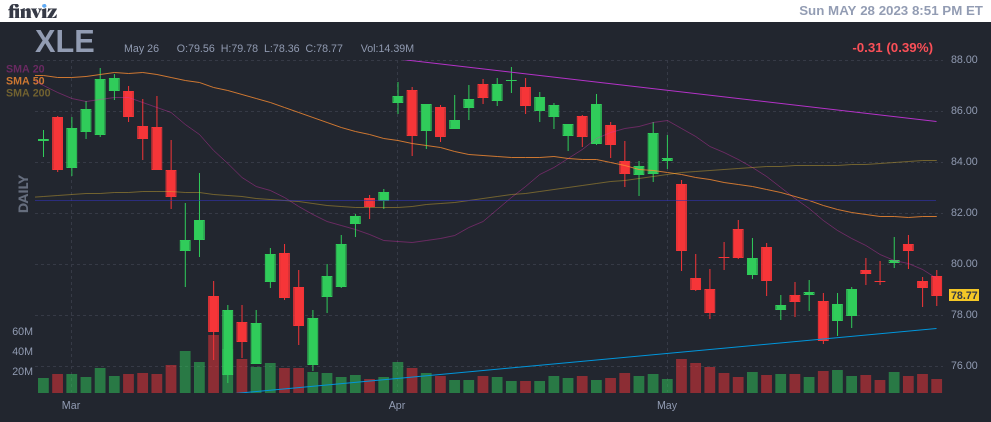 finviz
Sun MAY 28 2023 8:51 PM ET
XLE
May 26 O:79.56 H:79.78 L:78.36 C:78.77 Vol:14.39M
-0.31 (0.39%)
SMA 20
SMA 50
SMA 200
DAILY
88.00
86.00
84.00
82.00
80.00
78.77
78.00
76.00
60M
40M
20M
Mar
Apr
May